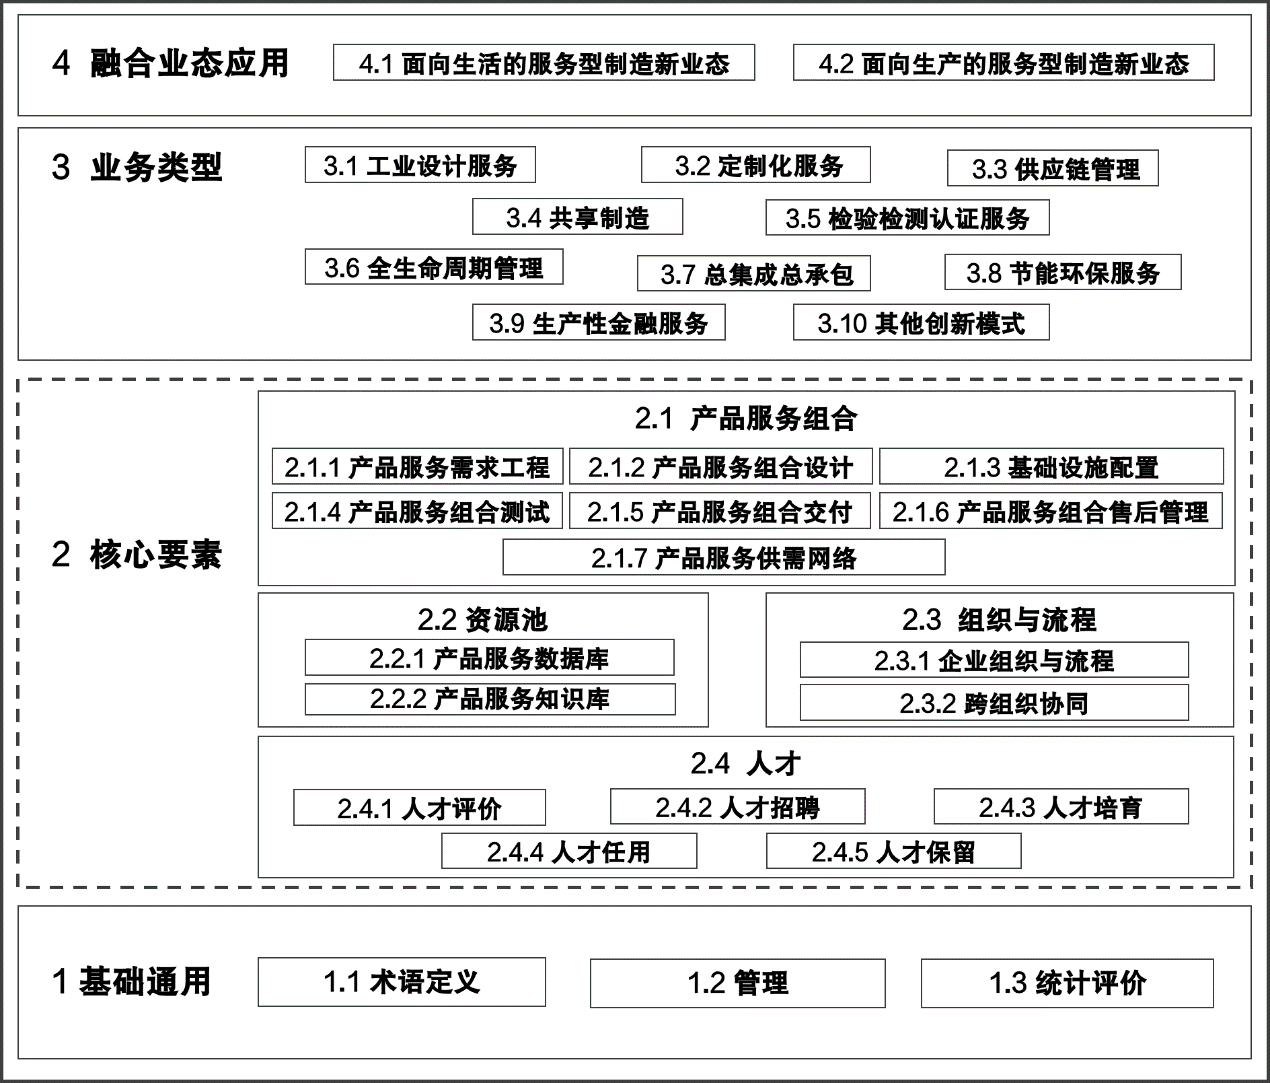 4 融合业态应用
4.1 面向生活的服务型制造新业态
4.2 面向生产的服务型制造新业态
3 业务类型
3.1 工业设计服务
3.2 定制化服务
3.3 供应链管理
3.4 共享制造
3.5 检验检测认证服务
3.6 全生命周期管理
3.7 总集成总承包
3.8 节能环保服务
3.9 生产性金融服务
3.10 其他创新模式
2 核心要素
2.1 产品服务组合
2.1.1 产品服务需求工程
2.1.2 产品服务组合设计
2.1.3 基础设施配置
2.1.4 产品服务组合测试
2.1.5 产品服务组合交付
2.1.6 产品服务组合售后管理
2.1.7 产品服务供需网络
2.2 资源池
2.2.1 产品服务数据库
2.2.2 产品服务知识库
2.3 组织与流程
2.3.1 企业组织与流程
2.3.2 跨组织协同
2.4 人才
2.4.1 人才评价
2.4.2 人才招聘
2.4.3 人才培育
2.4.4 人才任用
2.4.5 人才保留
1 基础通用
1.1 术语定义
1.2 管理
1.3 统计评价